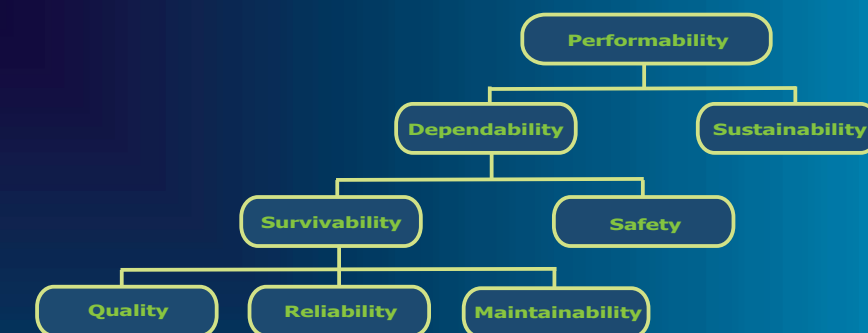 Performability
Dependability
Sustainability
Survivability
Safety
Quality
Reliability
Maintainability